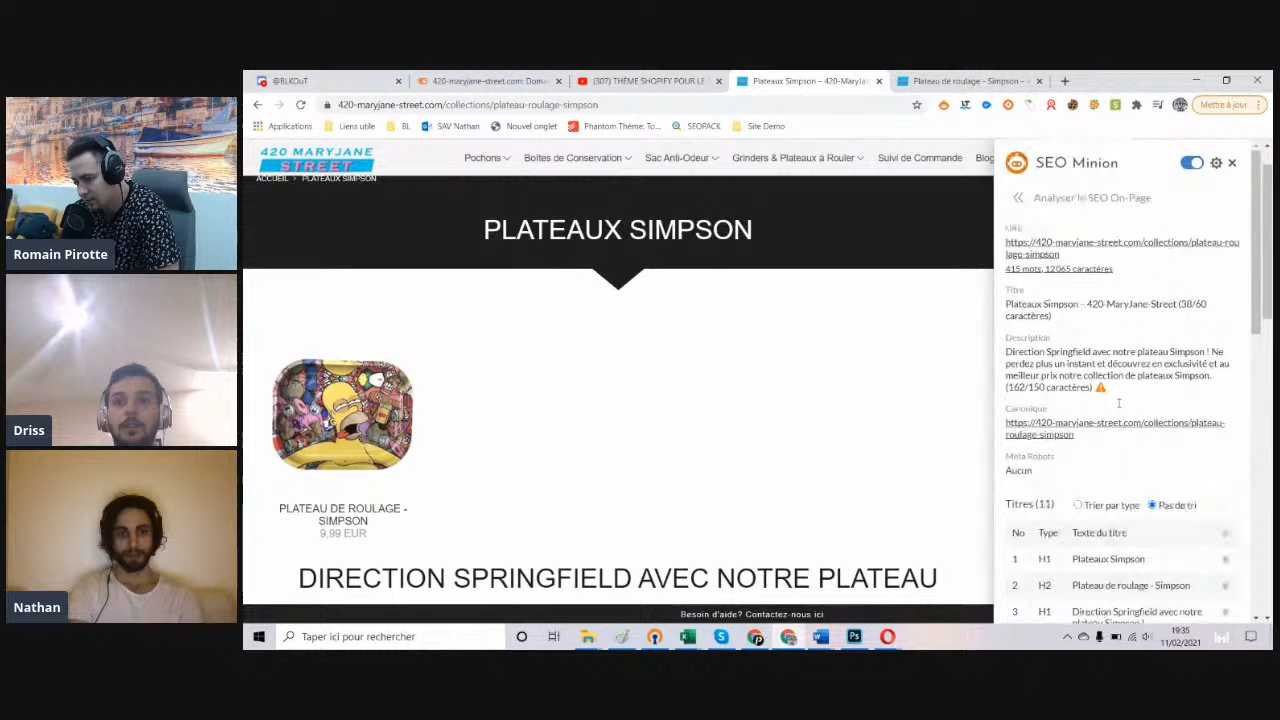 Romain Pirotte
Driss
Nathan
@BLKOuT
420-maryjane-street.com: Doma
(307) THÈME SHOPIFY POUR LE
Plateaux Simpson – 420-MaryJa
Plateau de roulage - Simpson –
420-maryjane-street.com/collections/plateau-roulage-simpson
Mettre à jour
Applications
Liens utile
BL
SAV Nathan
Nouvel onglet
Phantom Thème: To...
SEOPACK
Site Demo
420 MARYJANE
STREET
Pochons
Boîtes de Conservation
Sac Anti-Odeur
Grinders & Plateaux à Rouler
Suivi de Commande
Blog
ACCUEIL > PLATEAUX SIMPSON
PLATEAUX SIMPSON
PLATEAU DE ROULAGE -
SIMPSON
9,99 EUR
DIRECTION SPRINGFIELD AVEC NOTRE PLATEAU
Besoin d'aide? Contactez-nous ici
SEO Minion
Analyser le SEO On-Page
URL
https://420-maryjane-street.com/collections/plateau-rou
lage-simpson
415 mots, 12 065 caractères
Titre
Plateaux Simpson – 420-MaryJane-Street (38/60
caractères)
Description
Direction Springfield avec notre plateau Simpson ! Ne
perdez plus un instant et découvrez en exclusivité et au
meilleur prix notre collection de plateaux Simpson.
(162/150 caractères)
Canonique
https://420-maryjane-street.com/collections/plateau-
roulage-simpson
Meta Robots
Aucun
Titres (11)
Trier par type
Pas de tri
No Type Texte du titre
1 H1 Plateaux Simpson
2 H2 Plateau de roulage - Simpson
3 H1 Direction Springfield avec notre
plateau Simpson !
Taper ici pour rechercher
19:35
11/02/2021